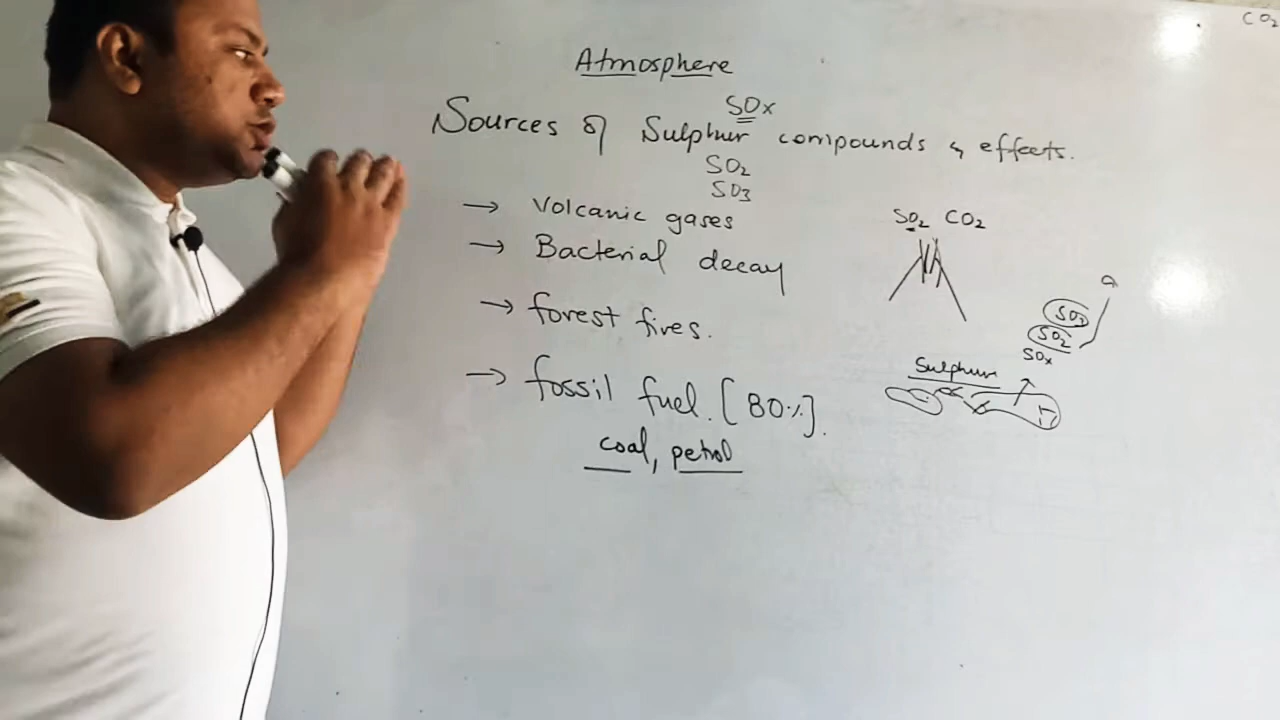 CO₂
Atmosphere
SOx
Sources of Sulphur compounds & effects.
SO₂
SO₃
→ Volcanic gases
SO₂ CO₂
→ Bacterial decay
→ forest fires.
SO₃
SO₂
SOx
Sulphur
→ fossil fuel. [80%].
coal, petrol